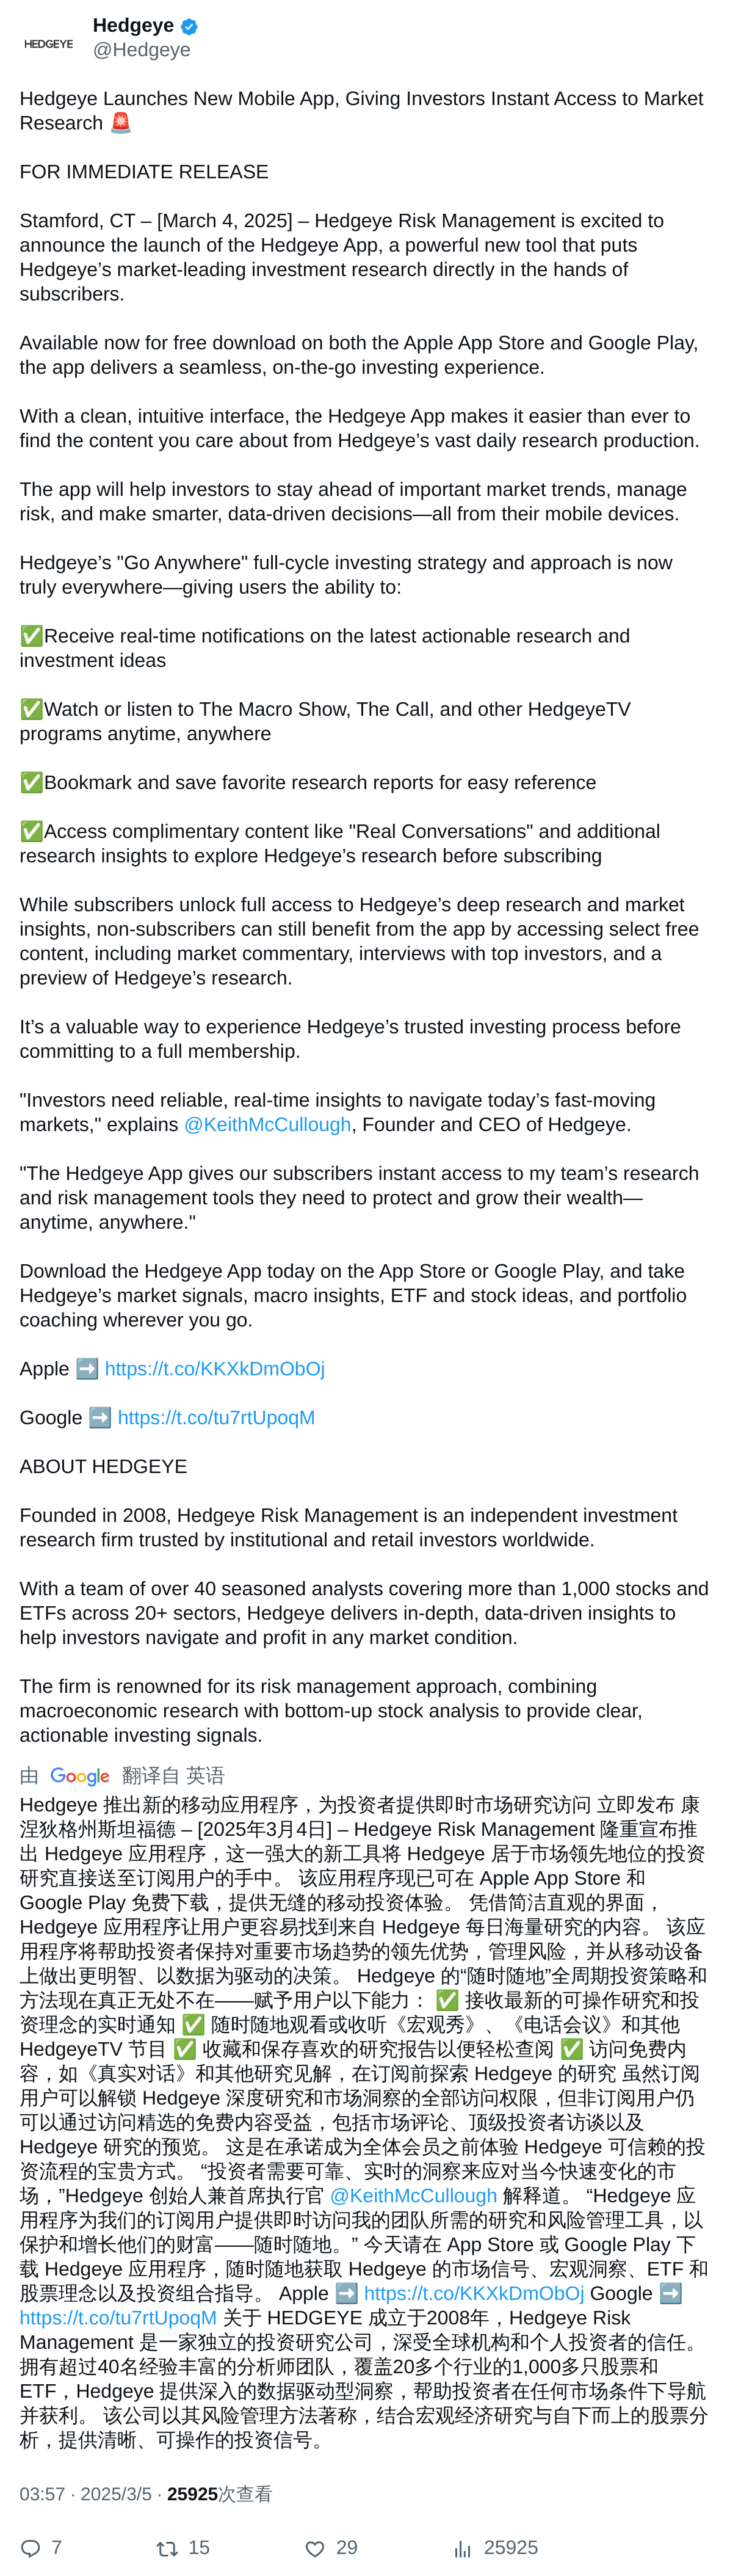 HEDGEYE
Hedgeye
@Hedgeye
Hedgeye Launches New Mobile App, Giving Investors Instant Access to Market
Research 🚨
FOR IMMEDIATE RELEASE
Stamford, CT – [March 4, 2025] – Hedgeye Risk Management is excited to
announce the launch of the Hedgeye App, a powerful new tool that puts
Hedgeye’s market-leading investment research directly in the hands of
subscribers.
Available now for free download on both the Apple App Store and Google Play,
the app delivers a seamless, on-the-go investing experience.
With a clean, intuitive interface, the Hedgeye App makes it easier than ever to
find the content you care about from Hedgeye’s vast daily research production.
The app will help investors to stay ahead of important market trends, manage
risk, and make smarter, data-driven decisions—all from their mobile devices.
Hedgeye’s "Go Anywhere" full-cycle investing strategy and approach is now
truly everywhere—giving users the ability to:
✅Receive real-time notifications on the latest actionable research and
investment ideas
✅Watch or listen to The Macro Show, The Call, and other HedgeyeTV
programs anytime, anywhere
✅Bookmark and save favorite research reports for easy reference
✅Access complimentary content like "Real Conversations" and additional
research insights to explore Hedgeye’s research before subscribing
While subscribers unlock full access to Hedgeye’s deep research and market
insights, non-subscribers can still benefit from the app by accessing select free
content, including market commentary, interviews with top investors, and a
preview of Hedgeye’s research.
It’s a valuable way to experience Hedgeye’s trusted investing process before
committing to a full membership.
"Investors need reliable, real-time insights to navigate today’s fast-moving
markets," explains @KeithMcCullough, Founder and CEO of Hedgeye.
"The Hedgeye App gives our subscribers instant access to my team’s research
and risk management tools they need to protect and grow their wealth—
anytime, anywhere."
Download the Hedgeye App today on the App Store or Google Play, and take
Hedgeye’s market signals, macro insights, ETF and stock ideas, and portfolio
coaching wherever you go.
Apple ➡️ https://t.co/KKXkDmObOj
Google ➡️ https://t.co/tu7rtUpoqM
ABOUT HEDGEYE
Founded in 2008, Hedgeye Risk Management is an independent investment
research firm trusted by institutional and retail investors worldwide.
With a team of over 40 seasoned analysts covering more than 1,000 stocks and
ETFs across 20+ sectors, Hedgeye delivers in-depth, data-driven insights to
help investors navigate and profit in any market condition.
The firm is renowned for its risk management approach, combining
macroeconomic research with bottom-up stock analysis to provide clear,
actionable investing signals.
由 Google 翻译自 英语
Hedgeye 推出新的移动应用程序，为投资者提供即时市场研究访问 立即发布 康
涅狄格州斯坦福德 – [2025年3月4日] – Hedgeye Risk Management 隆重宣布推
出 Hedgeye 应用程序，这一强大的新工具将 Hedgeye 居于市场领先地位的投资
研究直接送至订阅用户的手中。 该应用程序现已可在 Apple App Store 和
Google Play 免费下载，提供无缝的移动投资体验。 凭借简洁直观的界面，
Hedgeye 应用程序让用户更容易找到来自 Hedgeye 每日海量研究的内容。 该应
用程序将帮助投资者保持对重要市场趋势的领先优势，管理风险，并从移动设备
上做出更明智、以数据为驱动的决策。 Hedgeye 的“随时随地”全周期投资策略和
方法现在真正无处不在——赋予用户以下能力： ✅ 接收最新的可操作研究和投
资理念的实时通知 ✅ 随时随地观看或收听《宏观秀》、《电话会议》和其他
HedgeyeTV 节目 ✅ 收藏和保存喜欢的研究报告以便轻松查阅 ✅ 访问免费内
容，如《真实对话》和其他研究见解，在订阅前探索 Hedgeye 的研究 虽然订阅
用户可以解锁 Hedgeye 深度研究和市场洞察的全部访问权限，但非订阅用户仍
可以通过访问精选的免费内容受益，包括市场评论、顶级投资者访谈以及
Hedgeye 研究的预览。 这是在承诺成为全体会员之前体验 Hedgeye 可信赖的投
资流程的宝贵方式。 “投资者需要可靠、实时的洞察来应对当今快速变化的市
场，”Hedgeye 创始人兼首席执行官 @KeithMcCullough 解释道。 “Hedgeye 应
用程序为我们的订阅用户提供即时访问我的团队所需的研究和风险管理工具，以
保护和增长他们的财富——随时随地。” 今天请在 App Store 或 Google Play 下
载 Hedgeye 应用程序，随时随地获取 Hedgeye 的市场信号、宏观洞察、ETF 和
股票理念以及投资组合指导。 Apple ➡️ https://t.co/KKXkDmObOj Google ➡️
https://t.co/tu7rtUpoqM 关于 HEDGEYE 成立于2008年，Hedgeye Risk
Management 是一家独立的投资研究公司，深受全球机构和个人投资者的信任。
拥有超过40名经验丰富的分析师团队，覆盖20多个行业的1,000多只股票和
ETF，Hedgeye 提供深入的数据驱动型洞察，帮助投资者在任何市场条件下导航
并获利。 该公司以其风险管理方法著称，结合宏观经济研究与自下而上的股票分
析，提供清晰、可操作的投资信号。
03:57 · 2025/3/5 · 25925次查看
7 15 29 25925